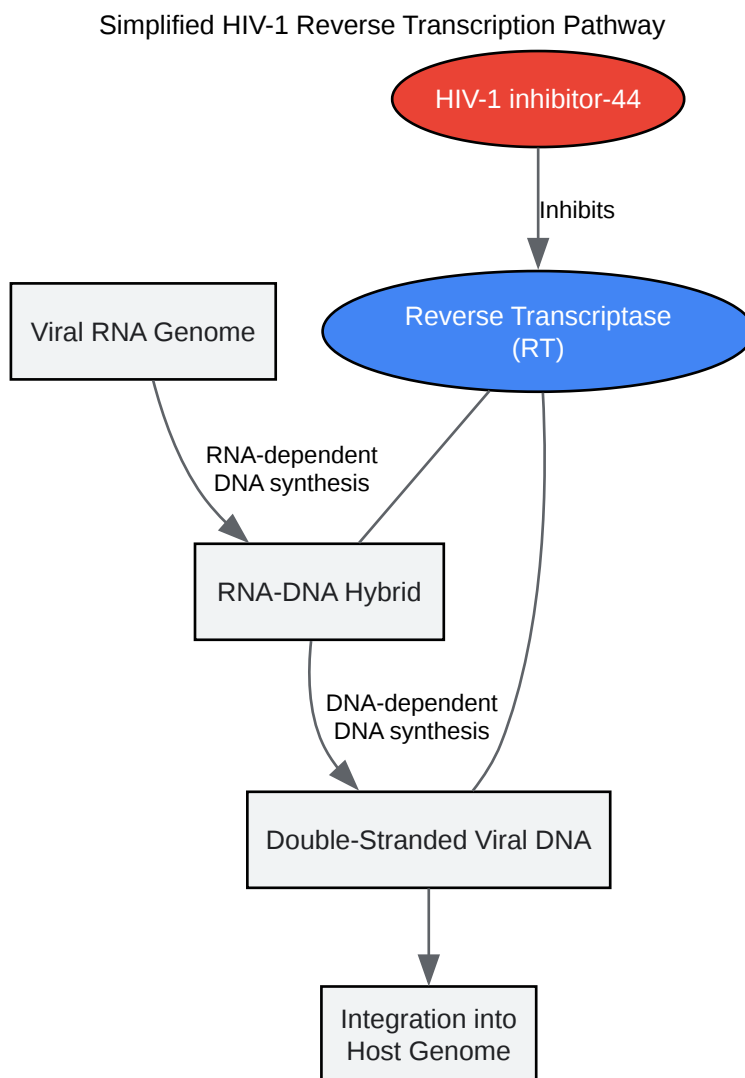 Simplified HIV-1 Reverse Transcription Pathway
HIV-1 inhibitor-44
Inhibits
Reverse Transcriptase
(RT)
Viral RNA Genome
RNA-dependent
DNA synthesis
RNA-DNA Hybrid
DNA-dependent
DNA synthesis
Double-Stranded Viral DNA
Integration into
Host Genome